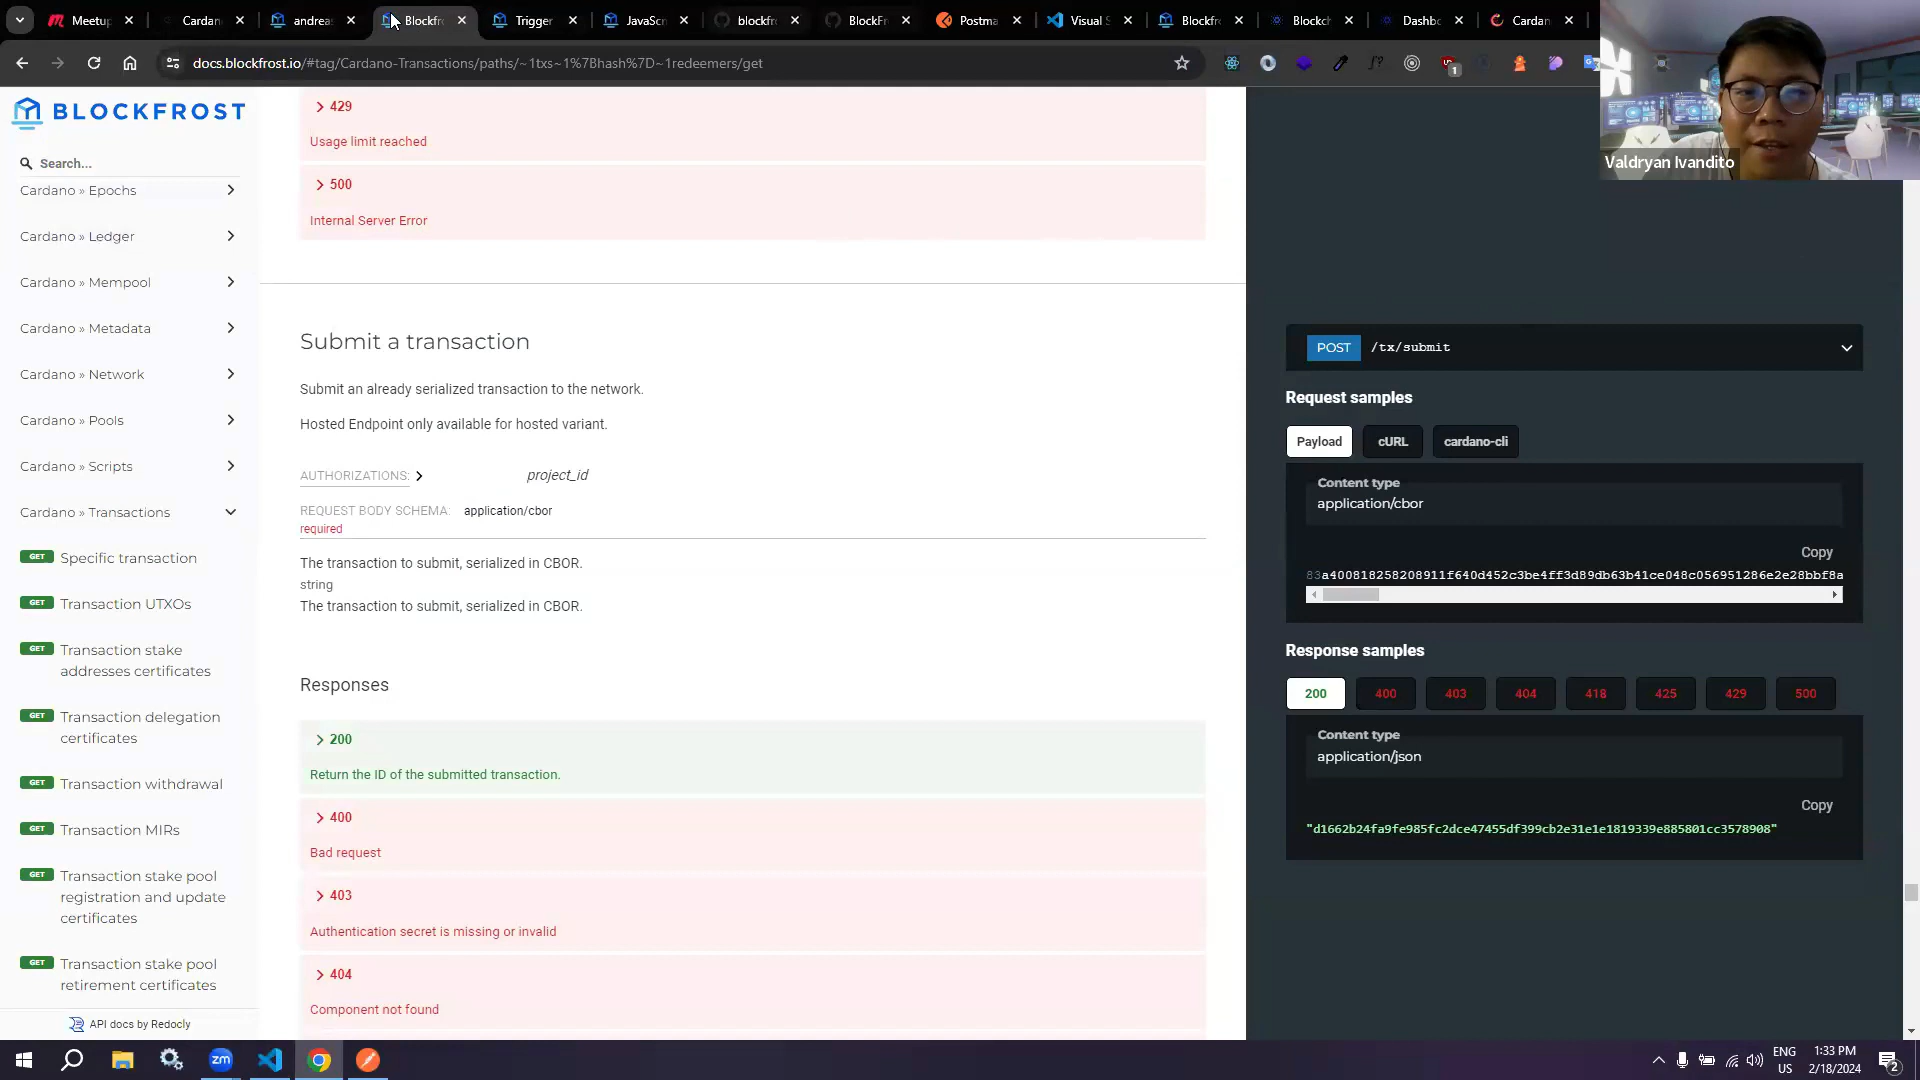 Meetup
Cardan
andreas
Blockfr
Trigger
JavaScr
blockfr
BlockFr
Postma
Visual S
Blockfr
Blockch
Dashbo
Cardan
docs.blockfrost.io/#tag/Cardano-Transactions/paths/~1txs~1%7Bhash%7D~1redeemers/get
1
Valdryan Ivandito
BLOCKFROST
Search...
Cardano » Epochs
Cardano » Ledger
Cardano » Mempool
Cardano » Metadata
Cardano » Network
Cardano » Pools
Cardano » Scripts
Cardano » Transactions
GET Specific transaction
GET Transaction UTXOs
GET Transaction stake
addresses certificates
GET Transaction delegation
certificates
GET Transaction withdrawal
GET Transaction MIRs
GET Transaction stake pool
registration and update
certificates
GET Transaction stake pool
retirement certificates
API docs by Redocly
429
Usage limit reached
500
Internal Server Error
Submit a transaction
Submit an already serialized transaction to the network.
Hosted Endpoint only available for hosted variant.
AUTHORIZATIONS: project_id
REQUEST BODY SCHEMA: application/cbor
required
The transaction to submit, serialized in CBOR.
string
The transaction to submit, serialized in CBOR.
Responses
200
Return the ID of the submitted transaction.
400
Bad request
403
Authentication secret is missing or invalid
404
Component not found
POST /tx/submit
Request samples
Payload cURL cardano-cli
Content type
application/cbor
Copy
83a400818258208911f640d452c3be4ff3d89db63b41ce048c056951286e2e28bbf8a
Response samples
200 400 403 404 418 425 429 500
Content type
application/json
Copy
"d1662b24fa9fe985fc2dce47455df399cb2e31e1e1819339e885801cc3578908"
zm
ENG
US
1:33 PM
2/18/2024
2